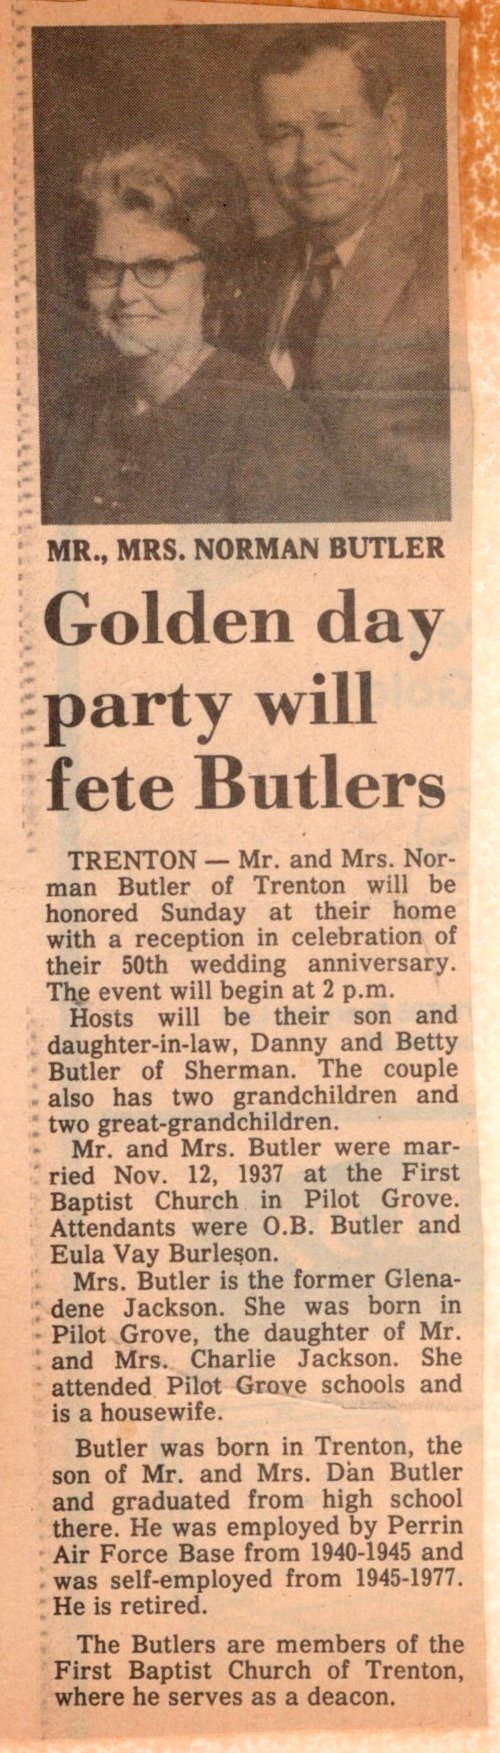 MR., MRS. NORMAN BUTLER
Golden day
party will
fete Butlers
TRENTON — Mr. and Mrs. Nor-
man Butler of Trenton will be
honored Sunday at their home
with a reception in celebration of
their 50th wedding anniversary.
The event will begin at 2 p.m.
Hosts will be their son and
daughter-in-law, Danny and Betty
Butler of Sherman. The couple
also has two grandchildren and
two great-grandchildren.
Mr. and Mrs. Butler were mar-
ried Nov. 12, 1937 at the First
Baptist Church in Pilot Grove.
Attendants were O.B. Butler and
Eula Vay Burleson.
Mrs. Butler is the former Glena-
dene Jackson. She was born in
Pilot Grove, the daughter of Mr.
and Mrs. Charlie Jackson. She
attended Pilot Grove schools and
is a housewife.
Butler was born in Trenton, the
son of Mr. and Mrs. Dan Butler
and graduated from high school
there. He was employed by Perrin
Air Force Base from 1940-1945 and
was self-employed from 1945-1977.
He is retired.
The Butlers are members of the
First Baptist Church of Trenton,
where he serves as a deacon.